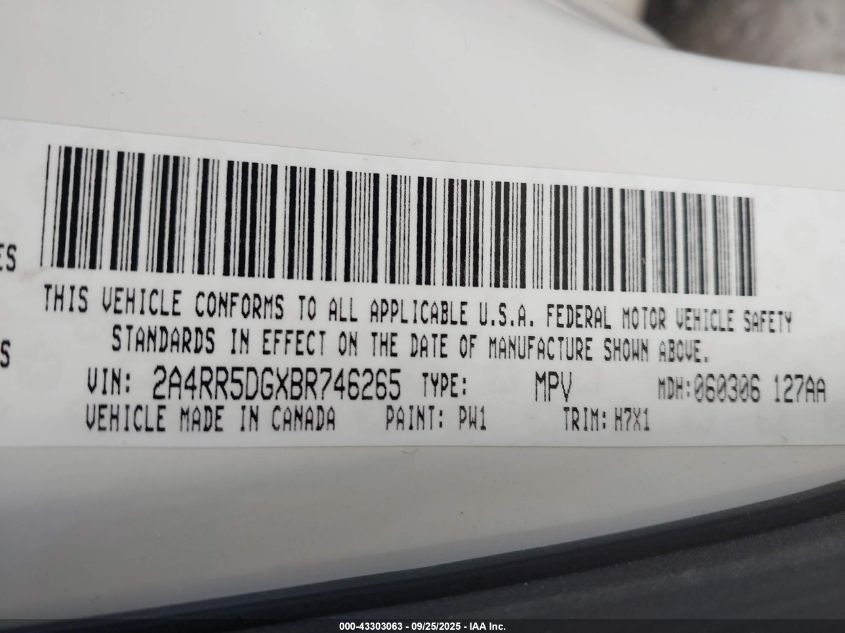 ES
THIS VEHICLE CONFORMS TO ALL APPLICABLE U.S.A. FEDERAL MOTOR VEHICLE SAFETY
S STANDARDS IN EFFECT ON THE DATE OF MANUFACTURE SHOWN ABOVE.
VIN: 2A4RR5DGXBR746265 TYPE: MPV MDH:060306 127AA
VEHICLE MADE IN CANADA PAINT: PW1 TRIM: H7X1
000-43303063 - 09/25/2025 - IAA Inc.